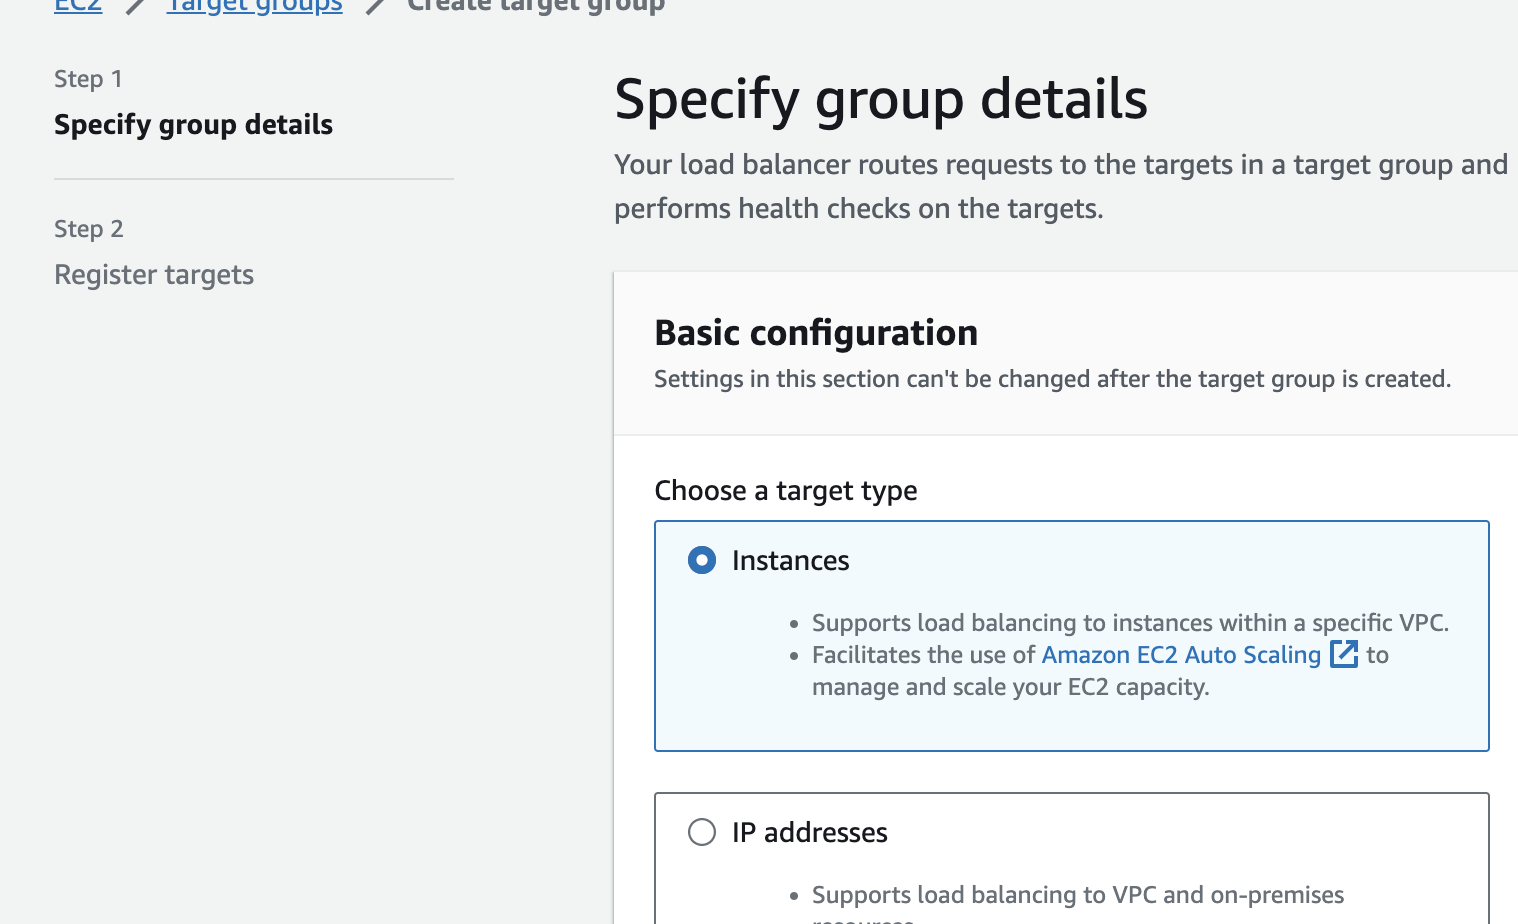 EC2 Target groups Create target group
Step 1
Specify group details
Step 2
Register targets
Specify group details
Your load balancer routes requests to the targets in a target group and
performs health checks on the targets.
Basic configuration
Settings in this section can't be changed after the target group is created.
Choose a target type
Instances
• Supports load balancing to instances within a specific VPC.
• Facilitates the use of Amazon EC2 Auto Scaling to
manage and scale your EC2 capacity.
IP addresses
• Supports load balancing to VPC and on-premises
resources